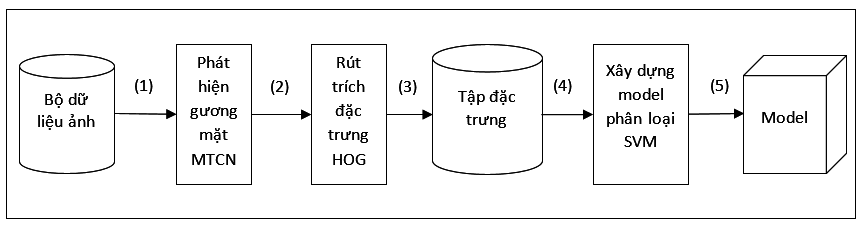 Bộ dữ
liệu ảnh
(1)
Phát
hiện
gương
mặt
MTCN
(2)
Rút
trích
đặc
trưng
HOG
(3)
Tập đặc
trưng
(4)
Xây dựng
model
phân loại
SVM
(5)
Model